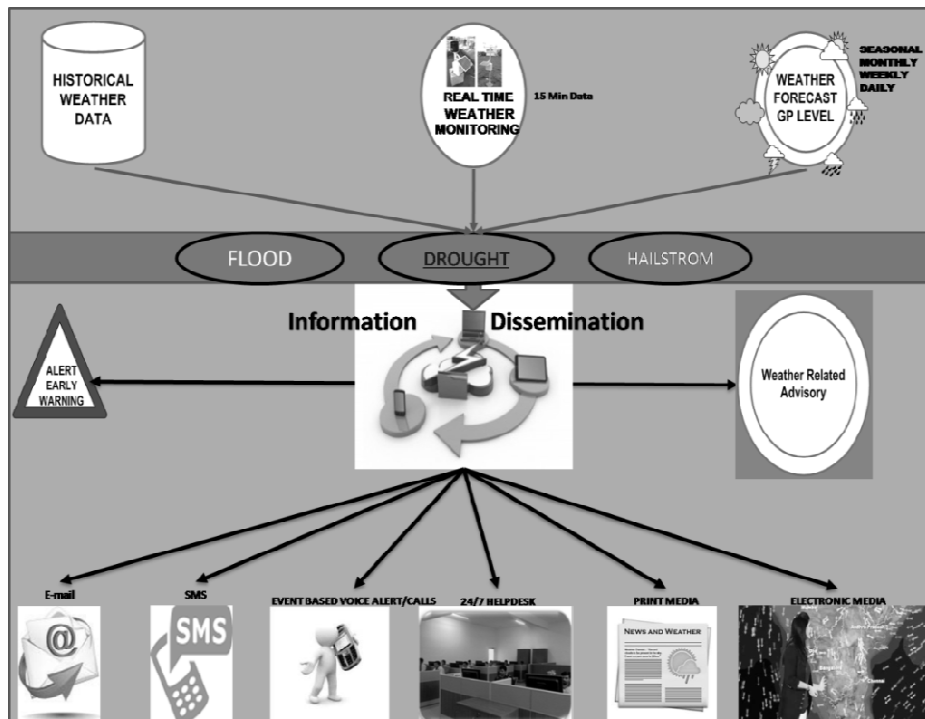 HISTORICAL
WEATHER
DATA
REAL TIME
WEATHER
MONITORING
15 Min Data
WEATHER
FORECAST
GP LEVEL
SEASONAL
MONTHLY
WEEKLY
DAILY
FLOOD
DROUGHT
HAILSTROM
Information
Dissemination
ALERT
EARLY
WARNING
Weather Related
Advisory
E-mail
SMS
EVENT BASED VOICE ALERT/CALLS
24/7 HELPDESK
PRINT MEDIA
ELECTRONIC MEDIA
@
SMS
NEWS AND WEATHER